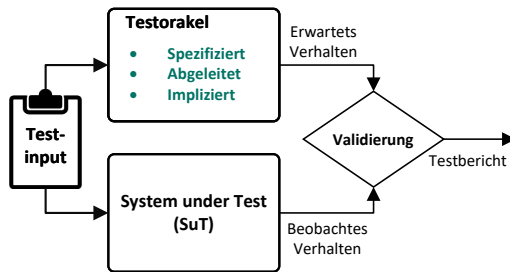 Testorakel
• Spezifiziert
• Abgeleitet
• Impliziert
Erwartets
Verhalten
Test-
input
Validierung
Testbericht
System under Test
(SuT)
Beobachtes
Verhalten